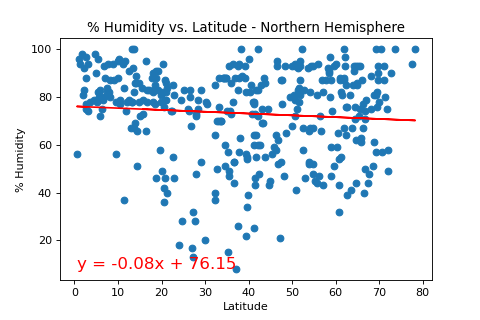 % Humidity vs. Latitude - Northern Hemisphere
100
80
60
40
20
% Humidity
y = -0.08x + 76.15
0 10 20 30 40 50 60 70 80
Latitude